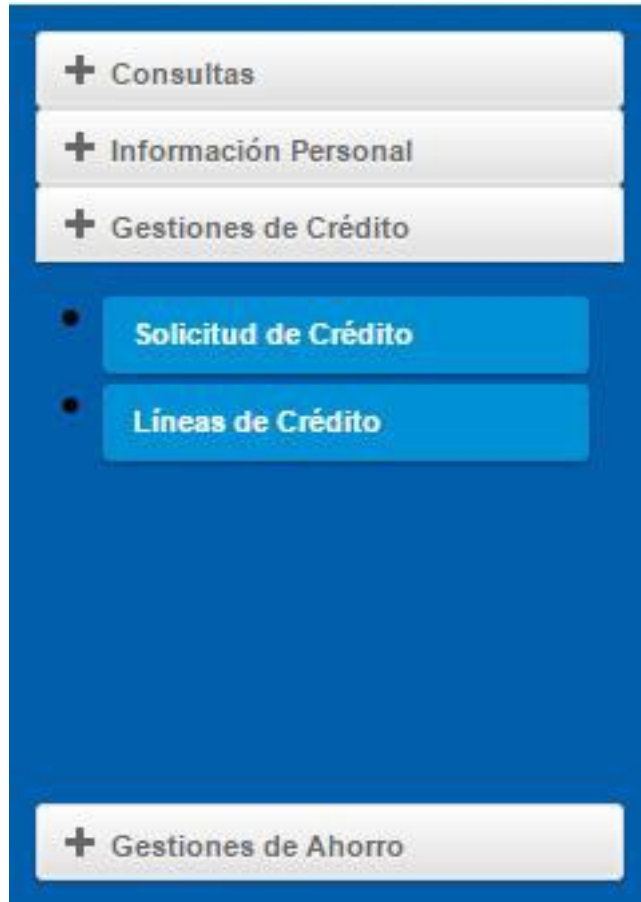 Consultas
Información Personal
Gestiones de Crédito
Solicitud de Crédito
Líneas de Crédito
Gestiones de Ahorro